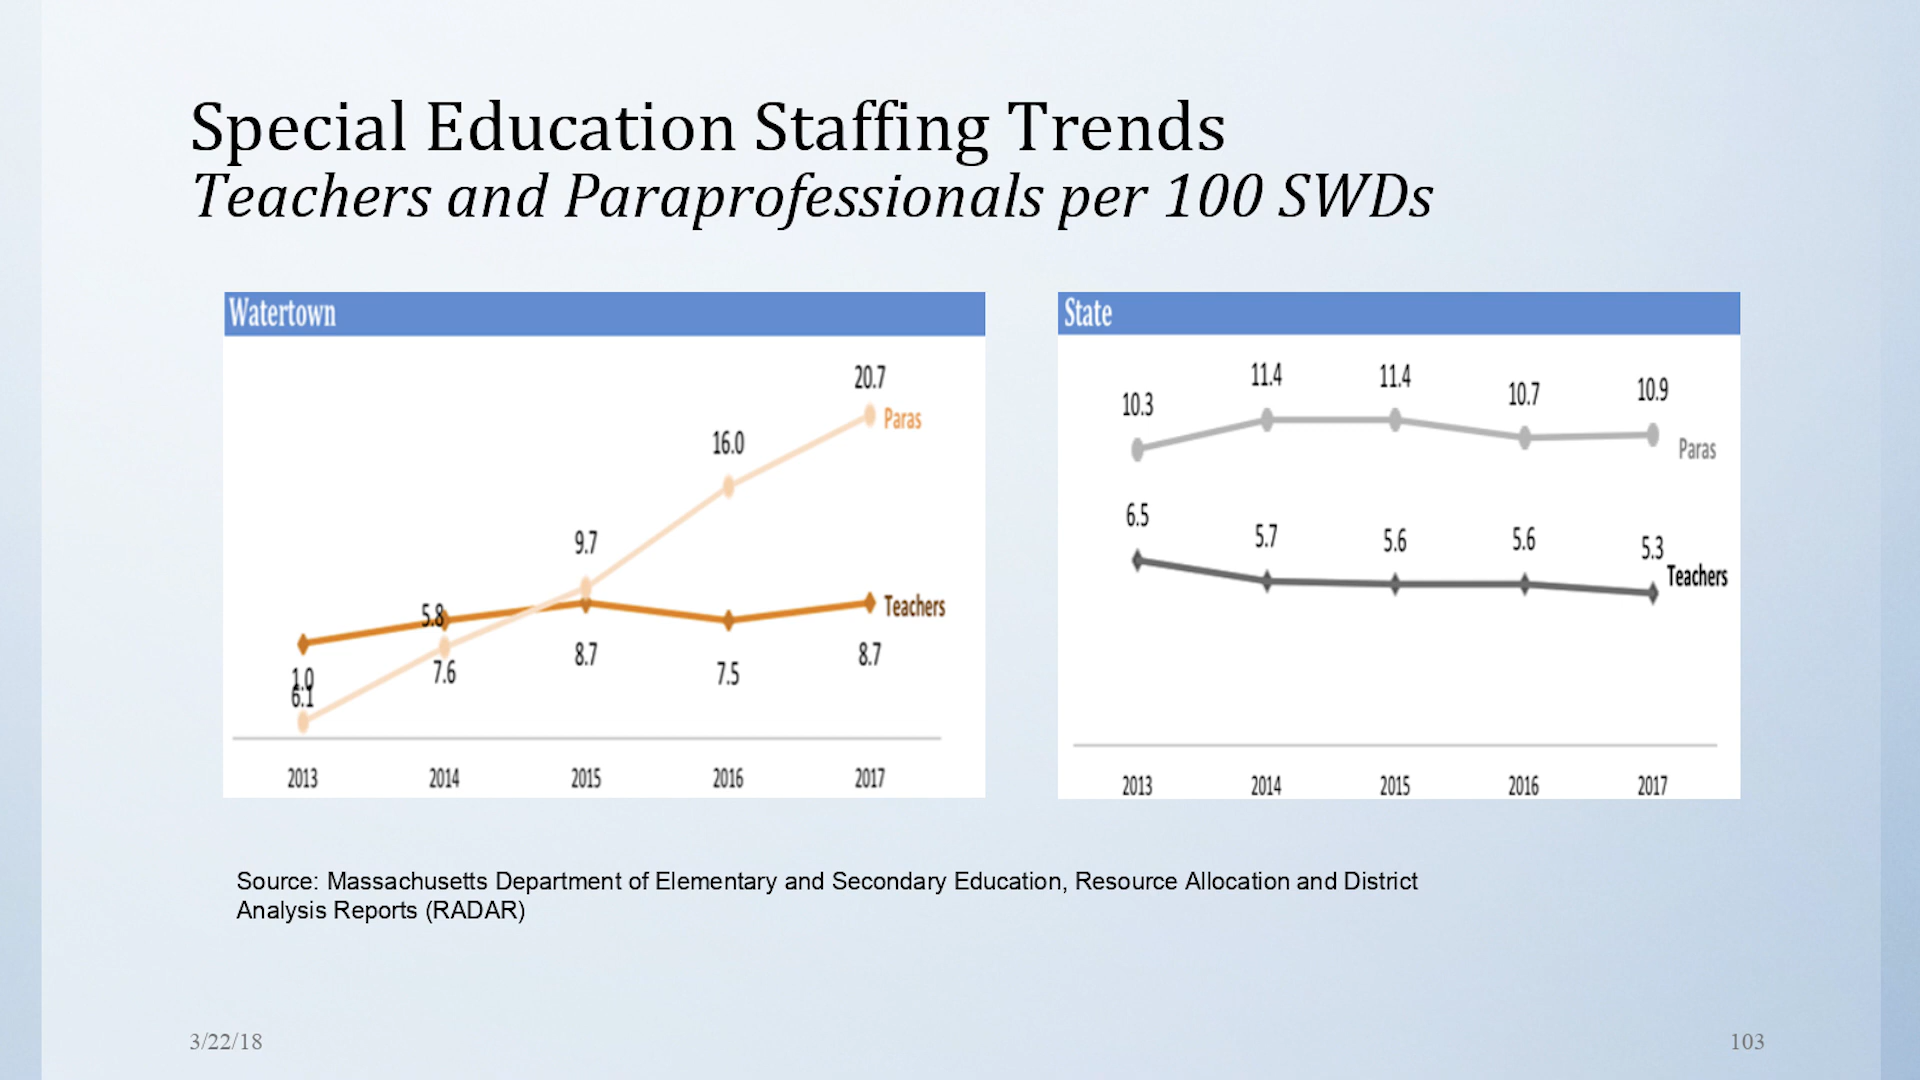 Special Education Staffing Trends
Teachers and Paraprofessionals per 100 SWDs
Watertown
20.7
Paras
16.0
9.7
5.8
Teachers
1.0
6.1
7.6
8.7
7.5
8.7
2013 2014 2015 2016 2017
State
10.3 11.4 11.4 10.7 10.9
Paras
6.5 5.7 5.6 5.6 5.3
Teachers
2013 2014 2015 2016 2017
Source: Massachusetts Department of Elementary and Secondary Education, Resource Allocation and District
Analysis Reports (RADAR)
3/22/18 103